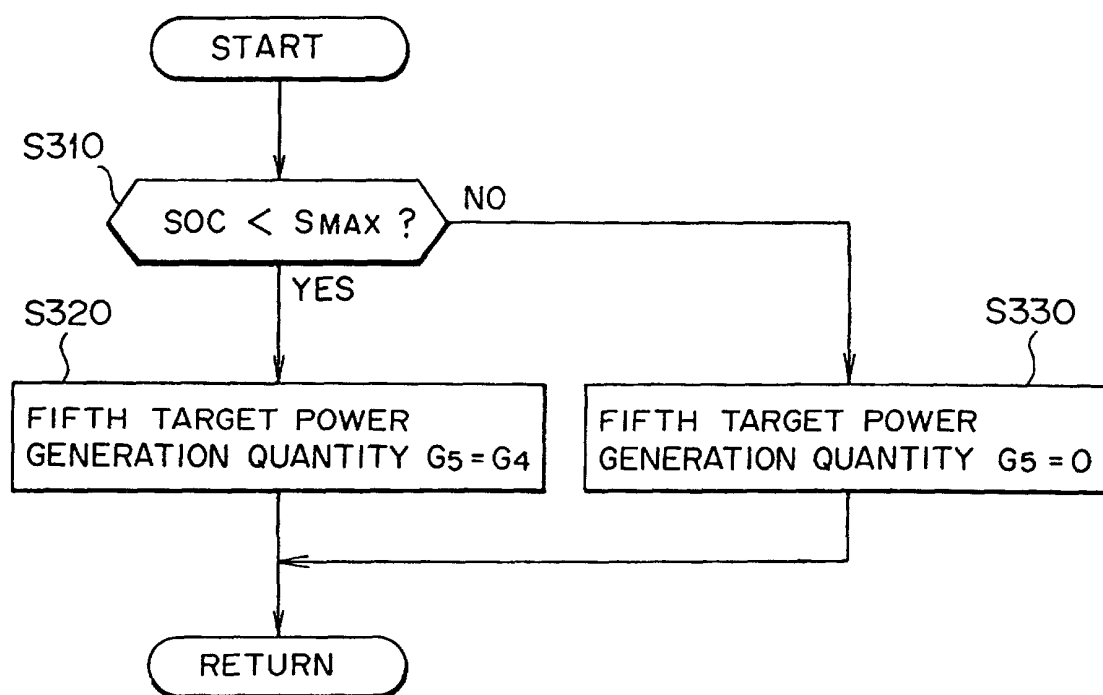 START
S310
SOC < SMAX ?
NO
YES
S320
S330
FIFTH TARGET POWER
GENERATION QUANTITY G5 = G4
FIFTH TARGET POWER
GENERATION QUANTITY G5 = 0
RETURN